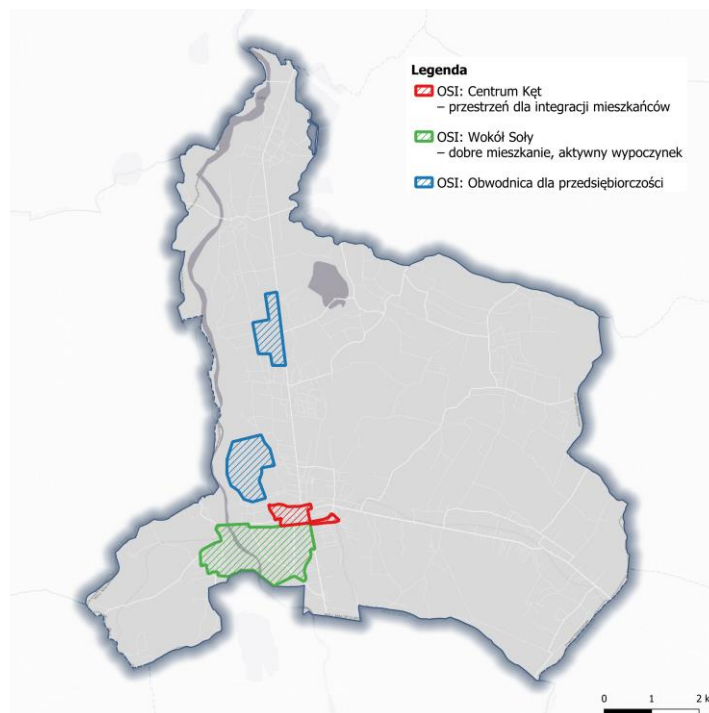 Legenda
OSI: Centrum Kęt
– przestrzeń dla integracji mieszkańców
OSI: Wokół Soły
– dobre mieszkanie, aktywny wypoczynek
OSI: Obwodnica dla przedsiębiorczości
0 1 2 k